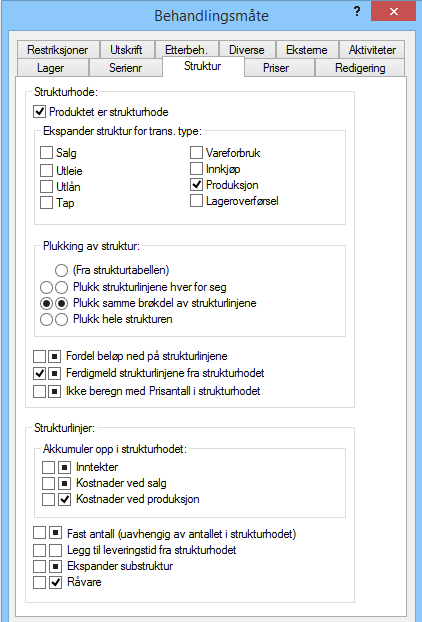 Behandlingsmåte
? ×
Restriksjoner Utskrift Etterbeh. Diverse Eksterne Aktiviteter
Lager Serienr Struktur Priser Redigering
Strukturhode:
Produktet er strukturhode
Ekspander struktur for trans. type:
Salg
Utleie
Utlån
Tap
Vareforbruk
Innkjøp
Produksjon
Lageroverførsel
Plukking av struktur:
(Fra strukturtabellen)
Plukk strukturlinjene hver for seg
Plukk samme brøkdel av strukturlinjene
Plukk hele strukturen
Fordel beløp ned på strukturlinjene
Ferdigmeld strukturlinjene fra strukturhodet
Ikke beregn med Prisantall i strukturhodet
Strukturlinjer:
Akkumuler opp i strukturhodet:
Inntekter
Kostnader ved salg
Kostnader ved produksjon
Fast antall (uavhengig av antallet i strukturhodet)
Legg til leveringstid fra strukturhodet
Ekspander substruktur
Råvare